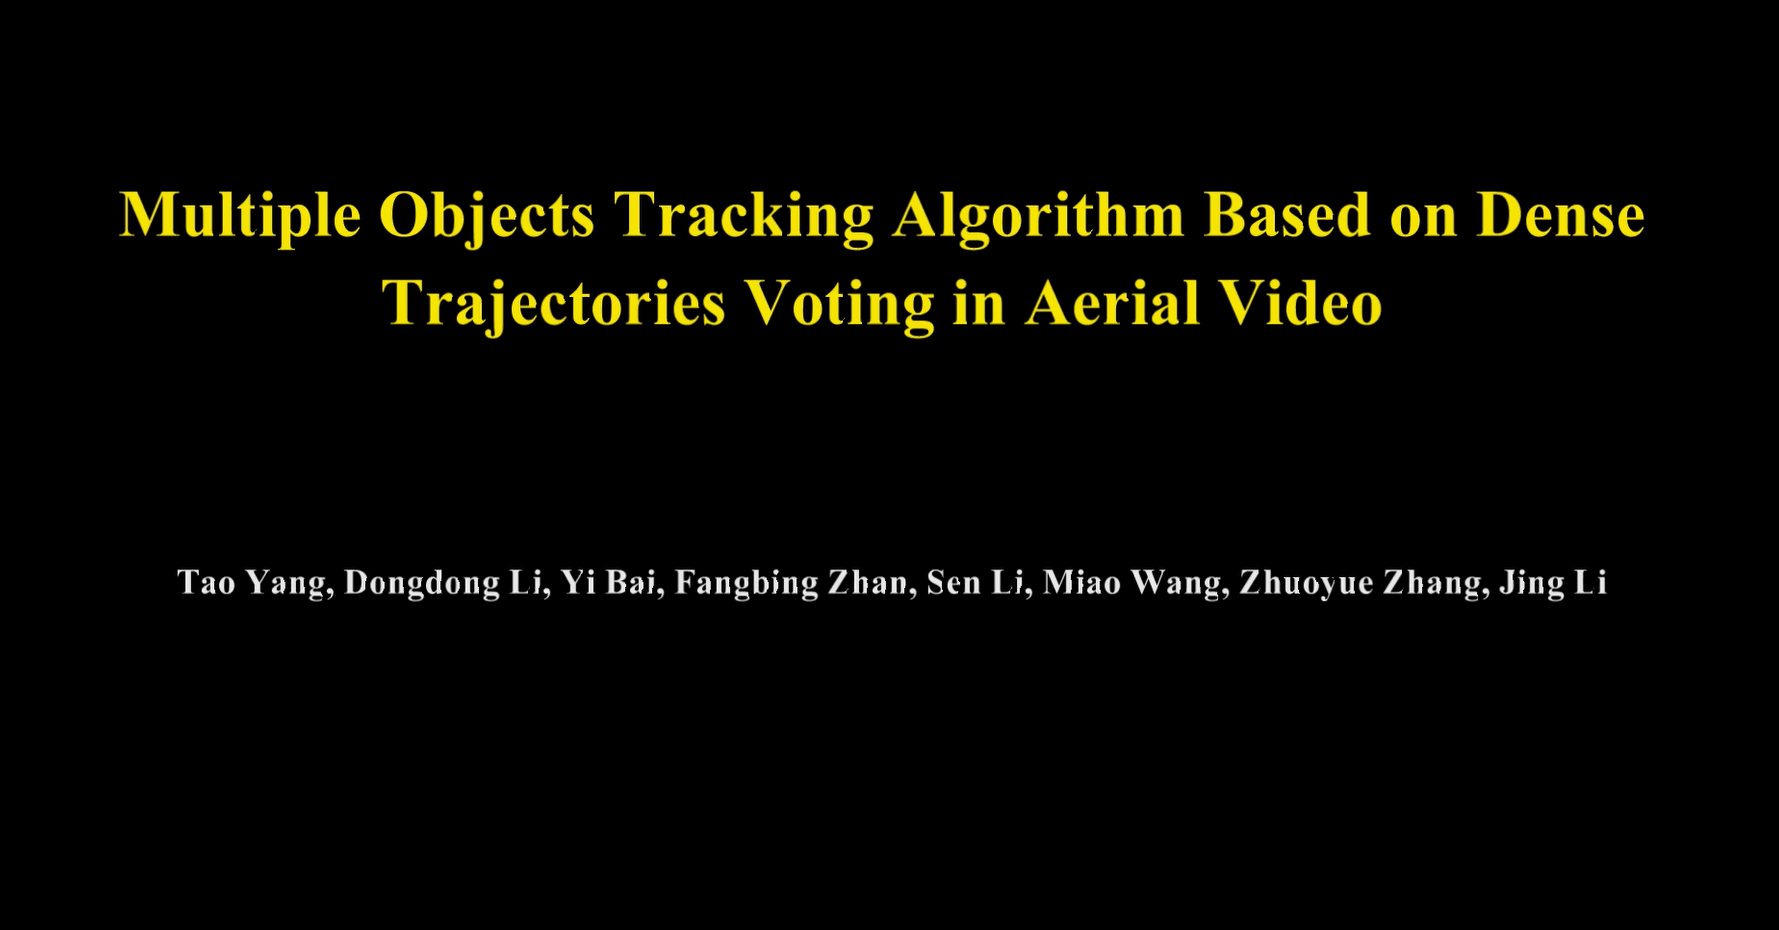 Multiple Objects Tracking Algorithm Based on Dense
Trajectories Voting in Aerial Video
Tao Yang, Dongdong Li, Yi Bai, Fangbing Zhan, Sen Li, Miao Wang, Zhuoyue Zhang, Jing Li